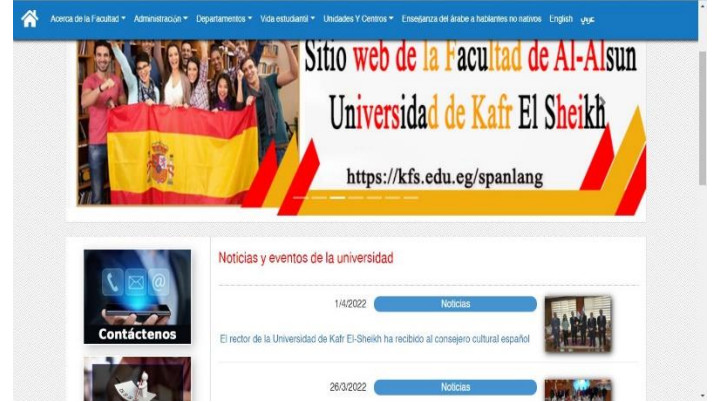 Acerca de la Facultad Administración Departamentos Vida estudiantil Unidades Y Centros Enseñanza del árabe a hablantes no nativos English عربي
Sitio web de la Facultad de Al-Alsun
Universidad de Kafr El Sheikh
https://kfs.edu.eg/spanlang
Contáctenos
Noticias y eventos de la universidad
1/4/2022 Noticias
El rector de la Universidad de Kafr El-Sheikh ha recibido al consejero cultural español
26/3/2022 Noticias